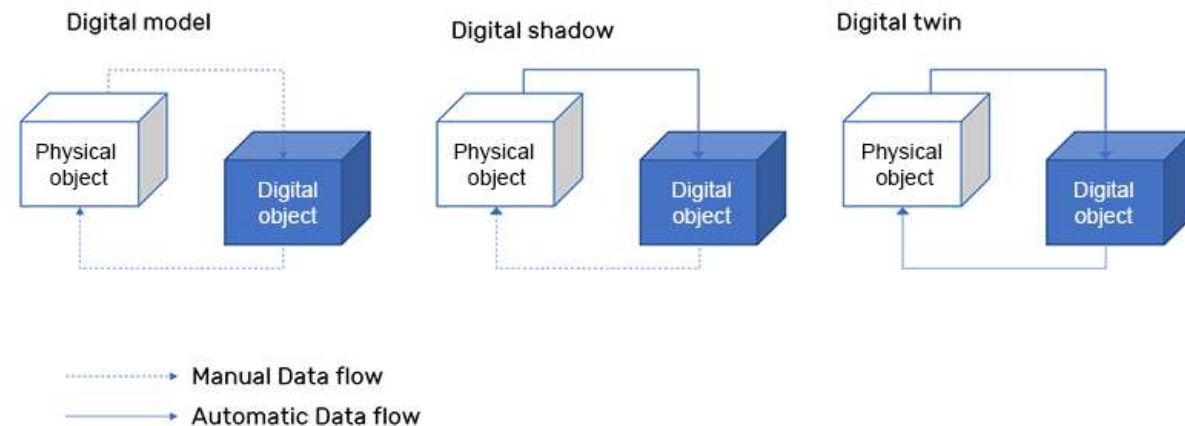 Digital model
Digital shadow
Digital twin
Physical
object
Digital
object
Physical
object
Digital
object
Physical
object
Digital
object
Manual Data flow
Automatic Data flow